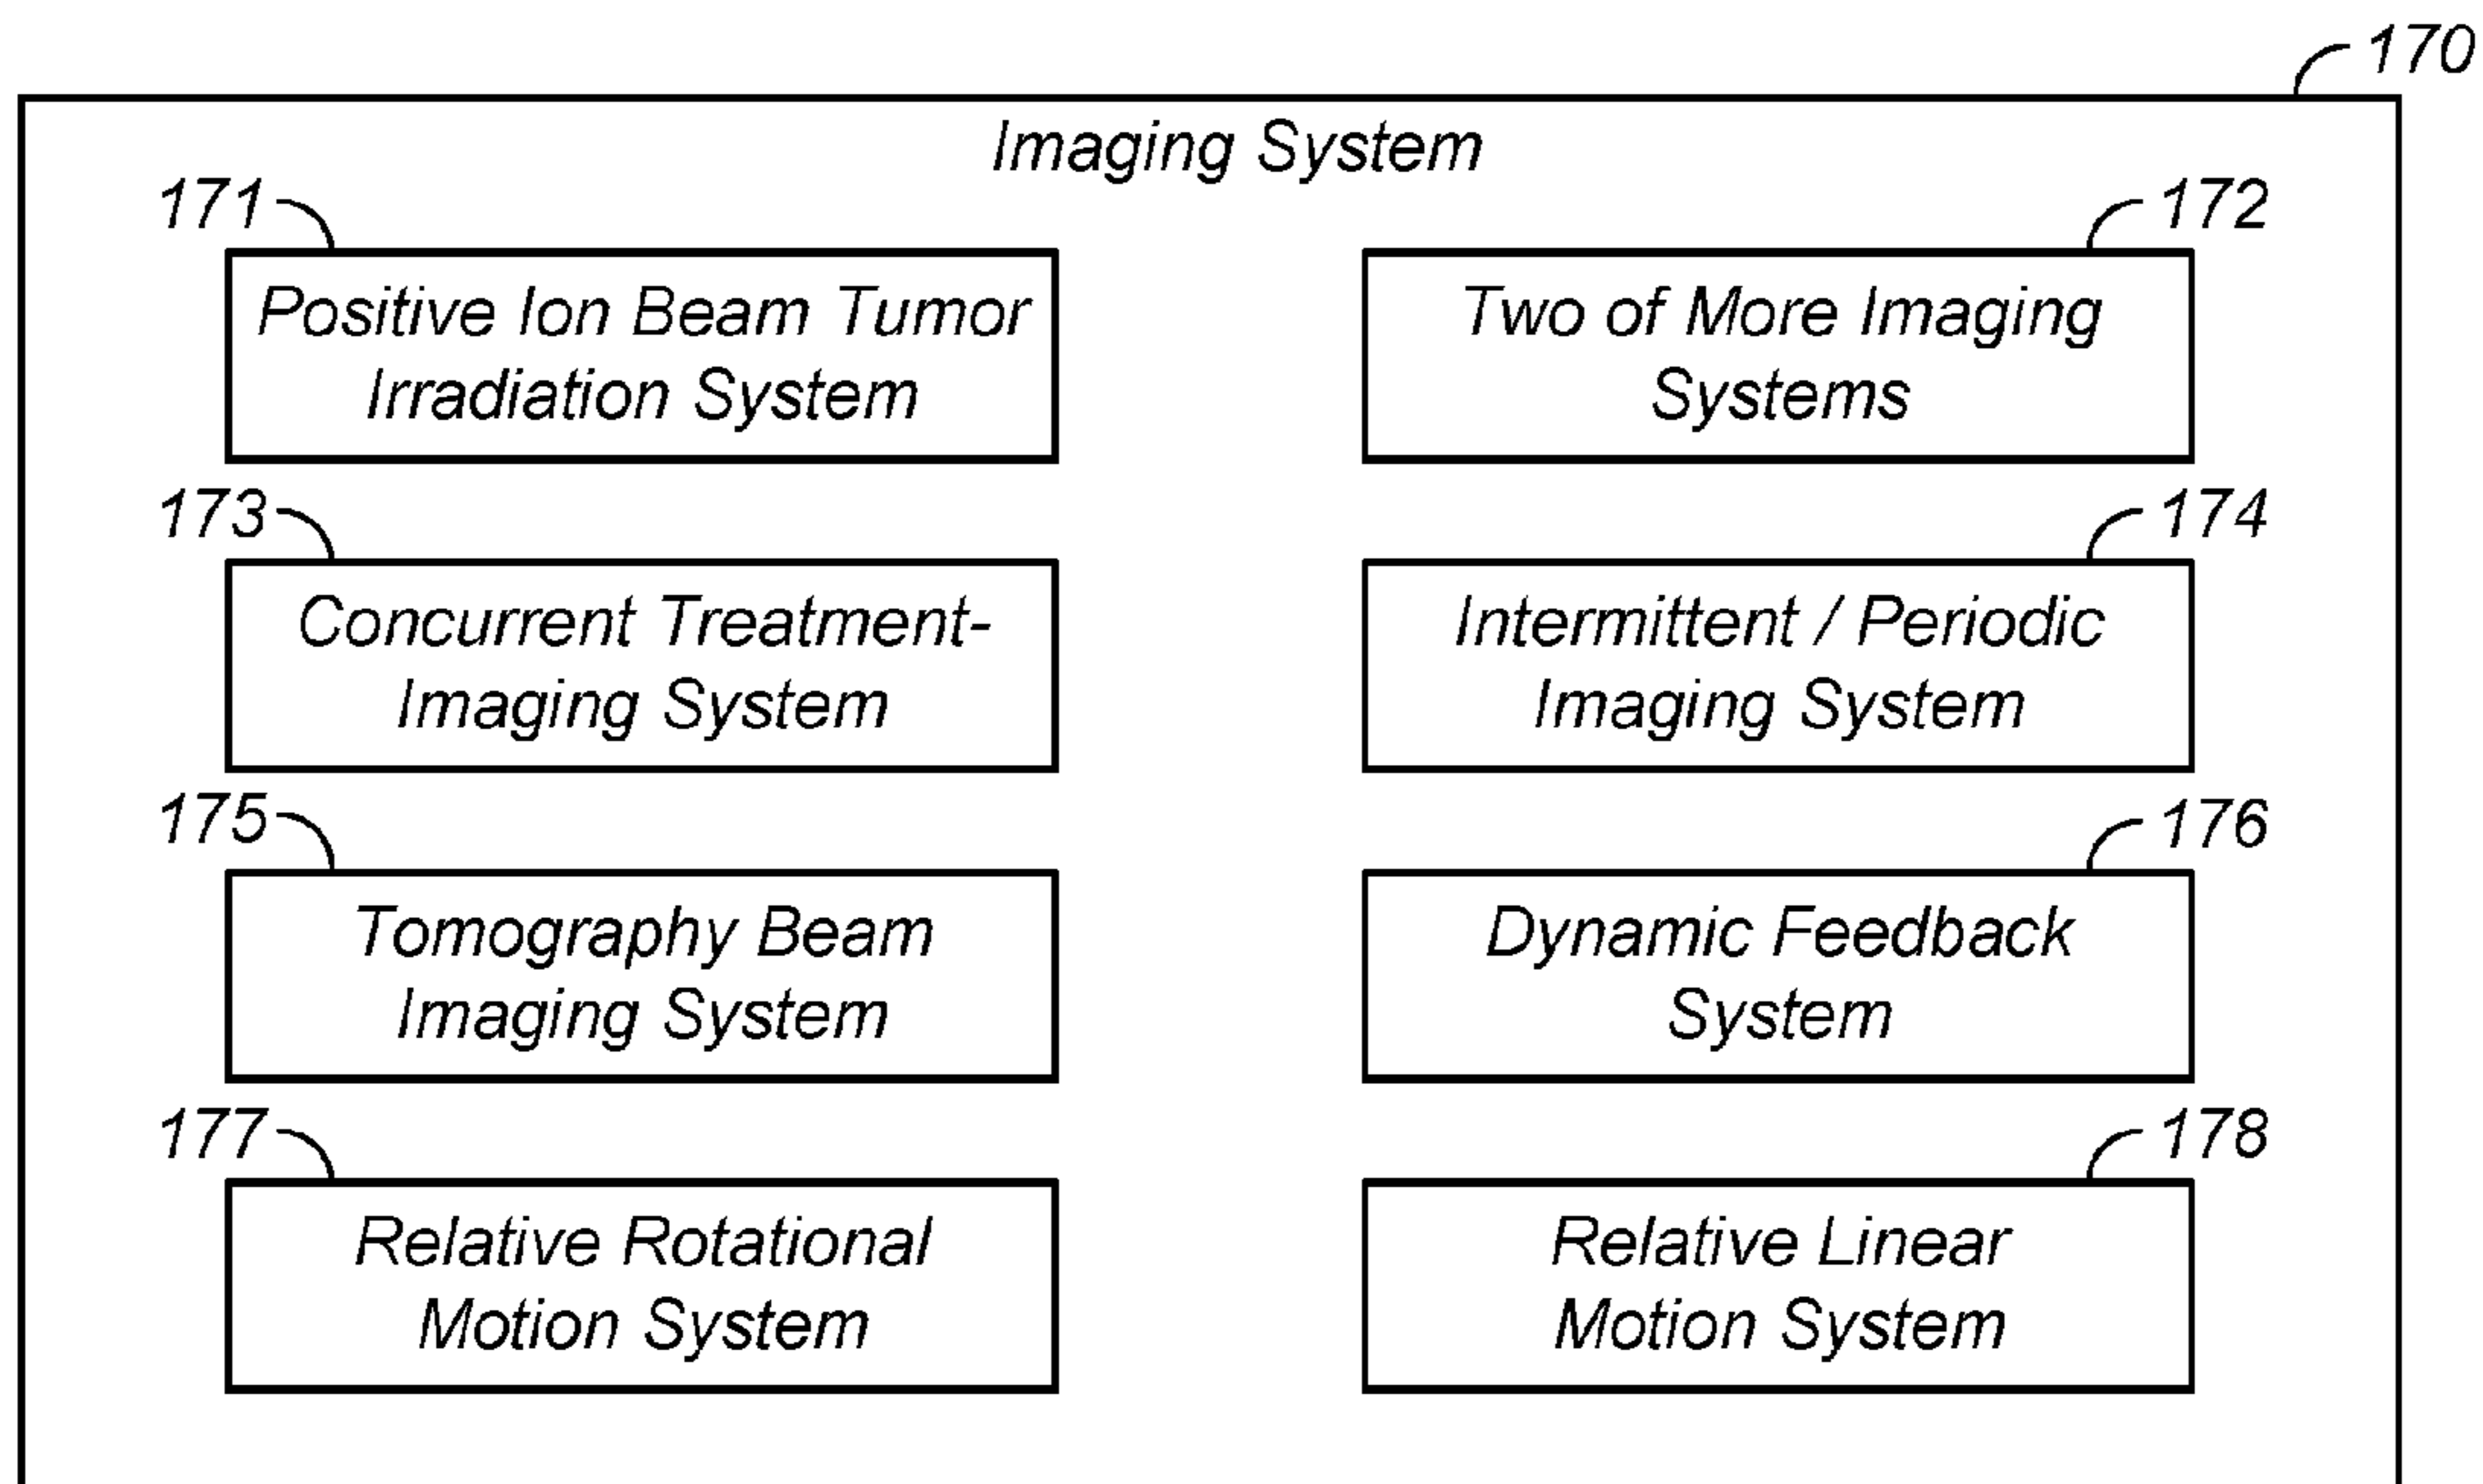 170
Imaging System
171
172
Positive Ion Beam Tumor
Irradiation System
Two of More Imaging
Systems
173
174
Concurrent Treatment-
Imaging System
Intermittent / Periodic
Imaging System
175
176
Tomography Beam
Imaging System
Dynamic Feedback
System
177
178
Relative Rotational
Motion System
Relative Linear
Motion System